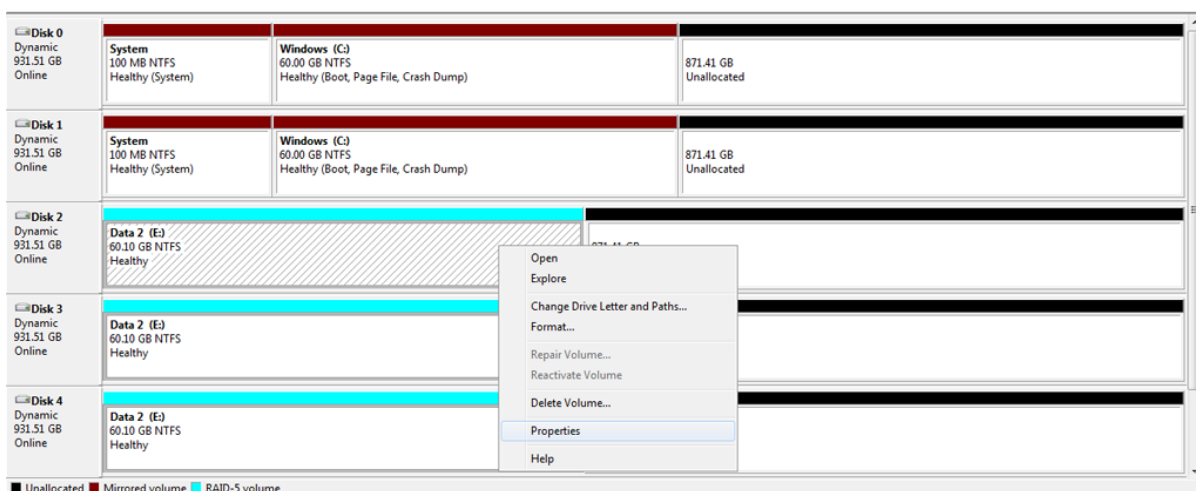 Disk 0
Dynamic
931.51 GB
Online
System
100 MB NTFS
Healthy (System)
Windows (C:)
60.00 GB NTFS
Healthy (Boot, Page File, Crash Dump)
871.41 GB
Unallocated
Disk 1
Dynamic
931.51 GB
Online
System
100 MB NTFS
Healthy (System)
Windows (C:)
60.00 GB NTFS
Healthy (Boot, Page File, Crash Dump)
871.41 GB
Unallocated
Disk 2
Dynamic
931.51 GB
Online
Data 2 (E:)
60.10 GB NTFS
Healthy
Open
Explore
Change Drive Letter and Paths...
Format...
Repair Volume...
Reactivate Volume
Delete Volume...
Properties
Help
Disk 3
Dynamic
931.51 GB
Online
Data 2 (E:)
60.10 GB NTFS
Healthy
Disk 4
Dynamic
931.51 GB
Online
Data 2 (E:)
60.10 GB NTFS
Healthy
Unallocated Mirrored volume RAID-5 volume